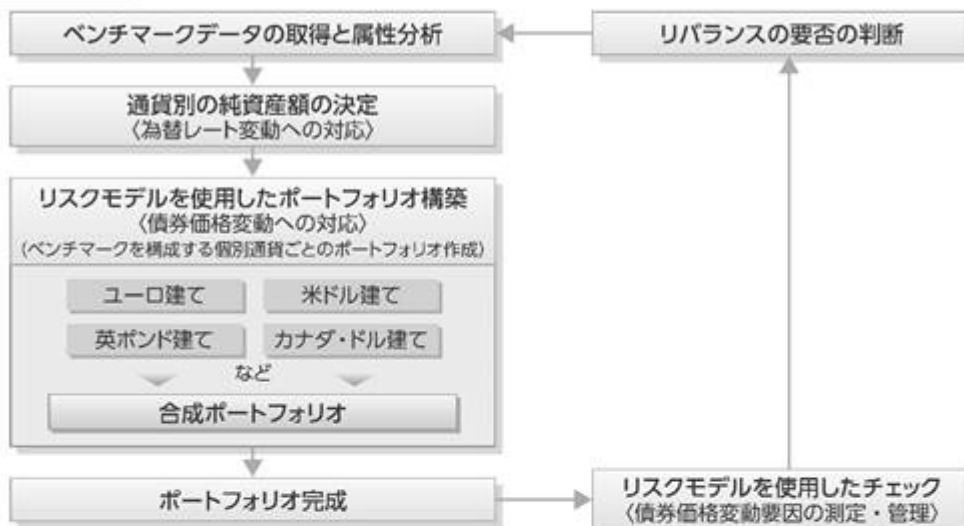 ベンチマークデータの取得と属性分析
リバランスの要否の判断
通貨別の純資産額の決定
〈為替レート変動への対応〉
リスクモデルを使用したポートフォリオ構築
〈債券価格変動への対応〉
(ベンチマークを構成する個別通貨ごとのポートフォリオ作成)
ユーロ建て
米ドル建て
英ポンド建て
カナダ・ドル建て
など
合成ポートフォリオ
ポートフォリオ完成
リスクモデルを使用したチェック
〈債券価格変動要因の測定・管理〉